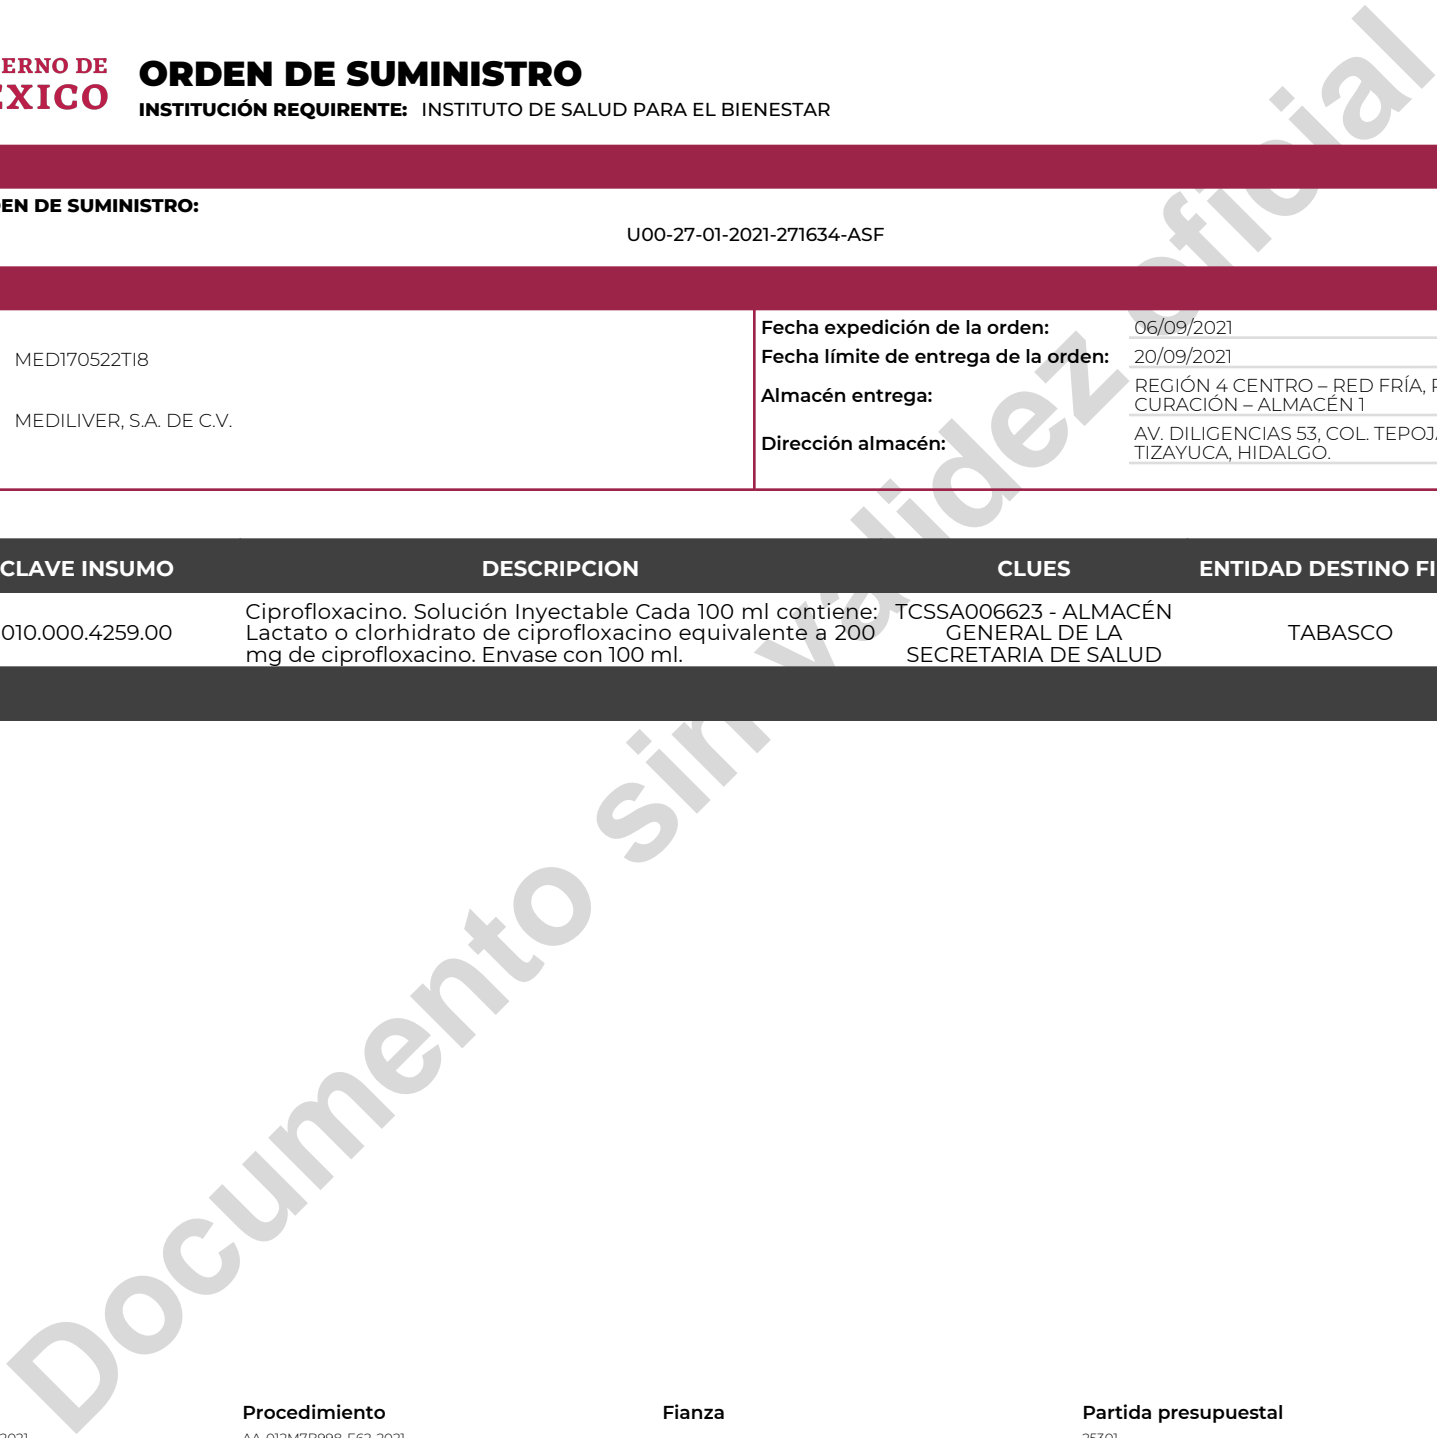 ERNO DE
ÉXICO
ORDEN DE SUMINISTRO
INSTITUCIÓN REQUIRENTE: INSTITUTO DE SALUD PARA EL BIENESTAR
EN DE SUMINISTRO:
U00-27-01-2021-271634-ASF
MED170522TI8
MEDILIVER, S.A. DE C.V.
Fecha expedición de la orden: 06/09/2021
Fecha límite de entrega de la orden: 20/09/2021
Almacén entrega: REGIÓN 4 CENTRO – RED FRÍA,
CURACIÓN – ALMACÉN 1
Dirección almacén: AV. DILIGENCIAS 53, COL. TEPOJ
TIZAYUCA, HIDALGO.
CLAVE INSUMO DESCRIPCION CLUES ENTIDAD DESTINO FI
010.000.4259.00
Ciprofloxacino. Solución Inyectable Cada 100 ml contiene:
Lactato o clorhidrato de ciprofloxacino equivalente a 200
mg de ciprofloxacino. Envase con 100 ml.
TCSSA006623 - ALMACÉN
GENERAL DE LA
SECRETARIA DE SALUD
TABASCO
Documento sin validez oficial
Procedimiento Fianza Partida presupuestal